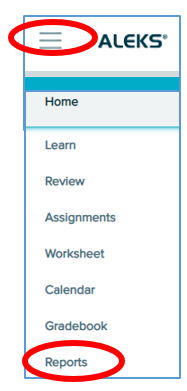 ALEKS®
Home
Learn
Review
Assignments
Worksheet
Calendar
Gradebook
Reports